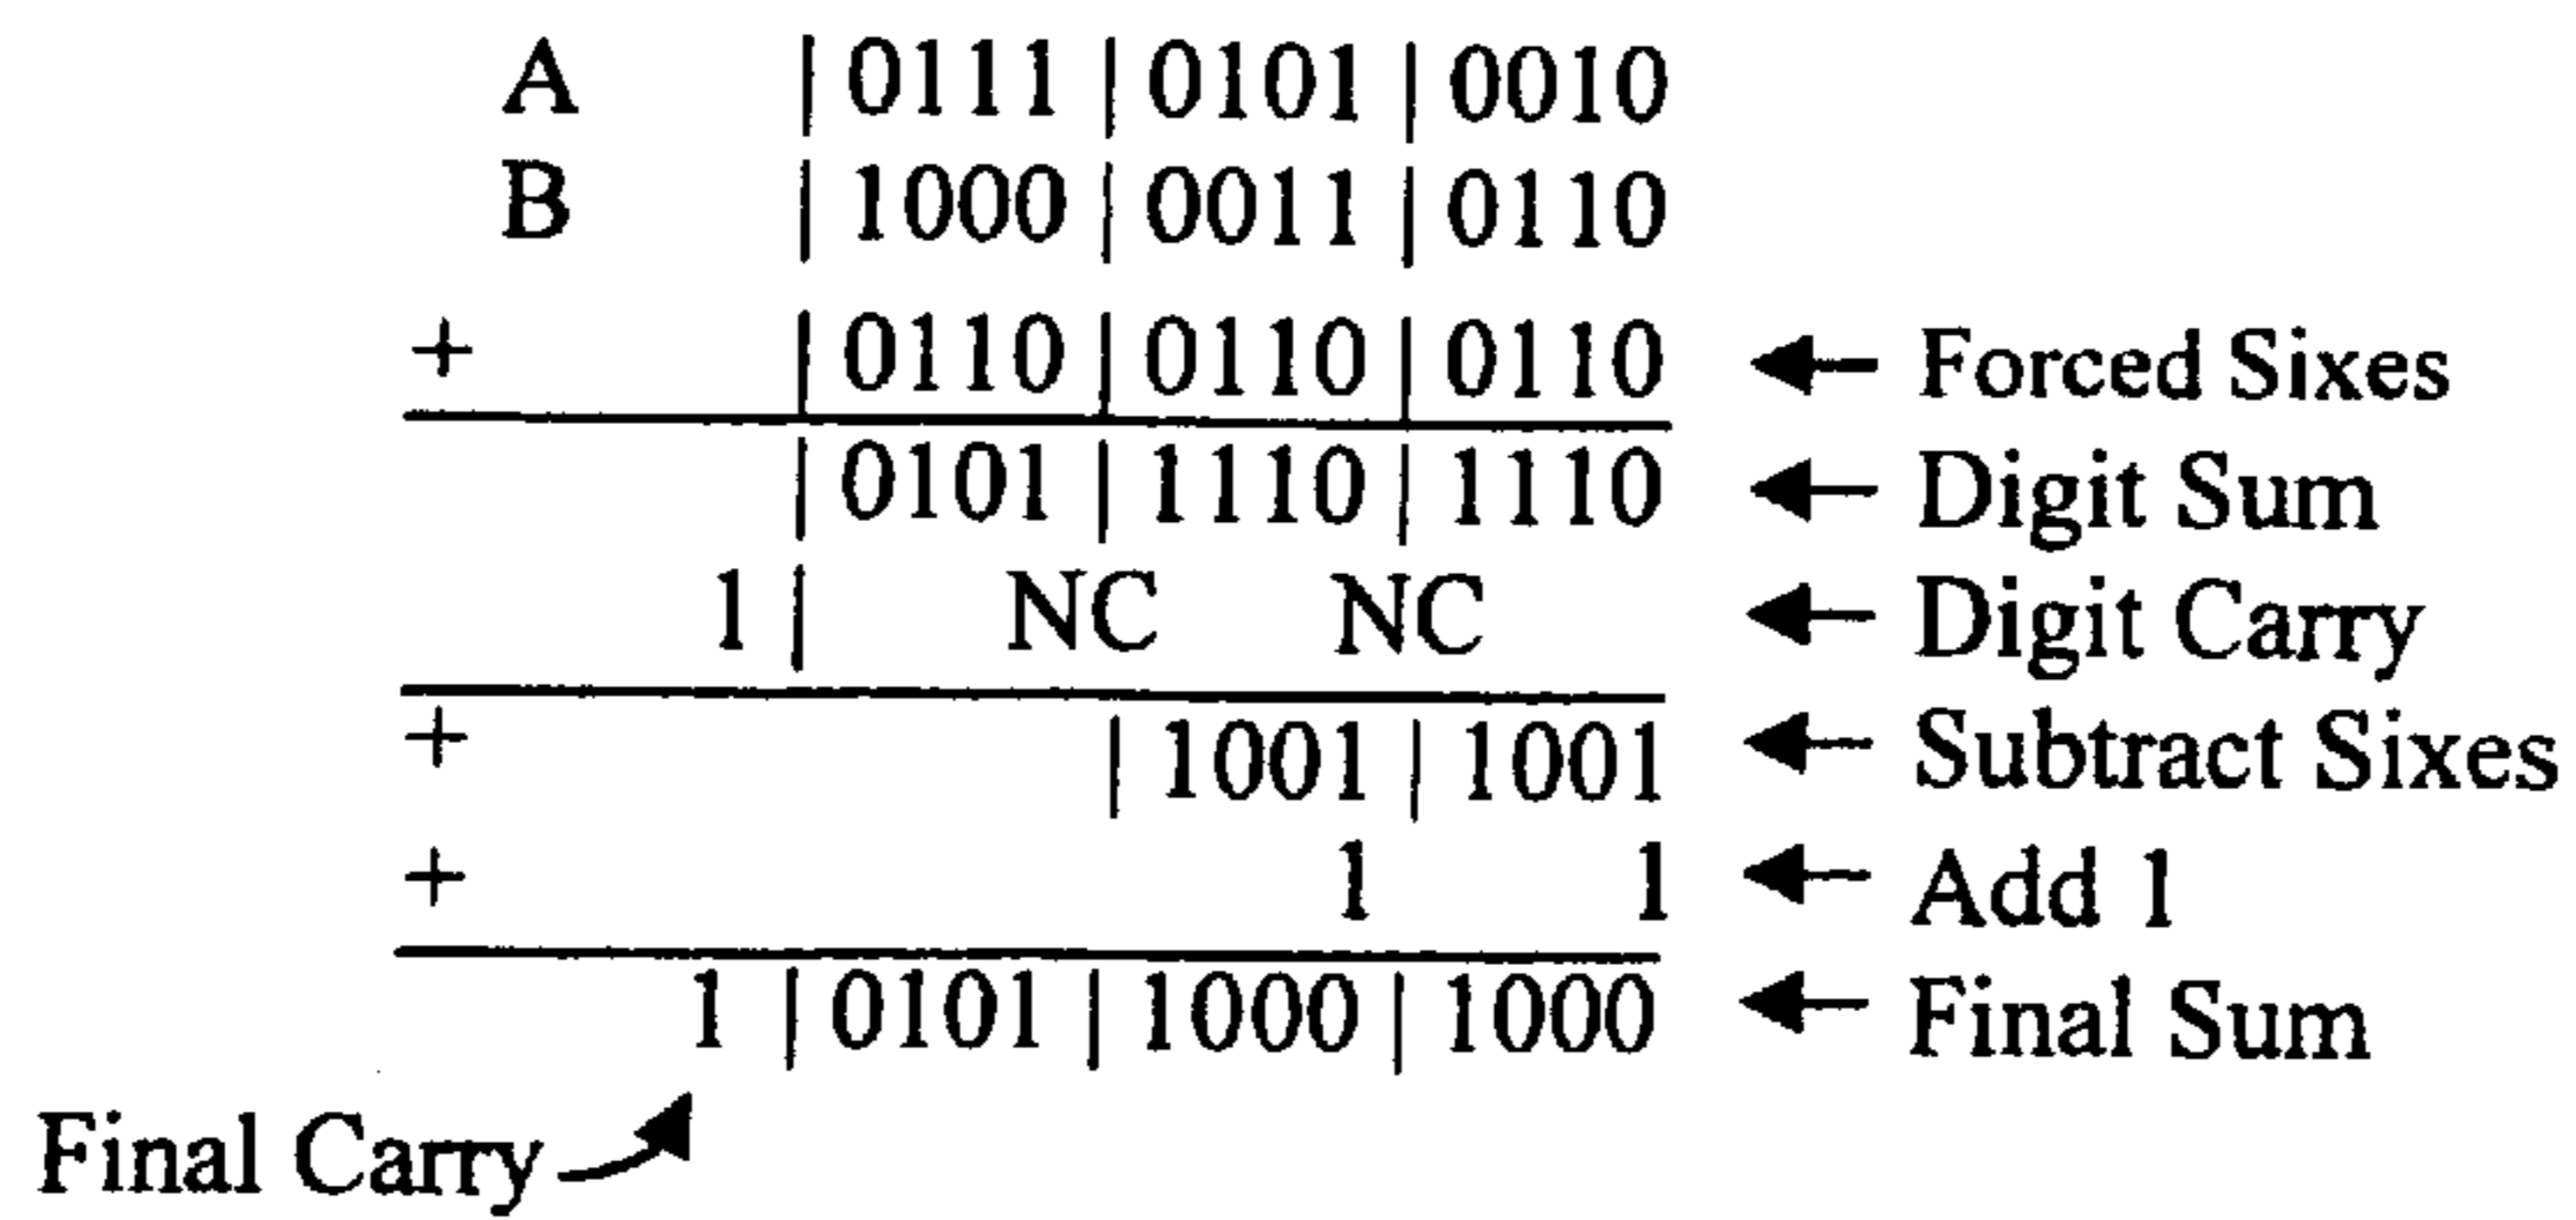 A | 0111 | 0101 | 0010
B | 1000 | 0011 | 0110
+ | 0110 | 0110 | 0110 ← Forced Sixes
| 0101 | 1110 | 1110 ← Digit Sum
1 | NC NC ← Digit Carry
+ | 1001 | 1001 ← Subtract Sixes
+ 1 1 ← Add 1
1 | 0101 | 1000 | 1000 ← Final Sum
Final Carry